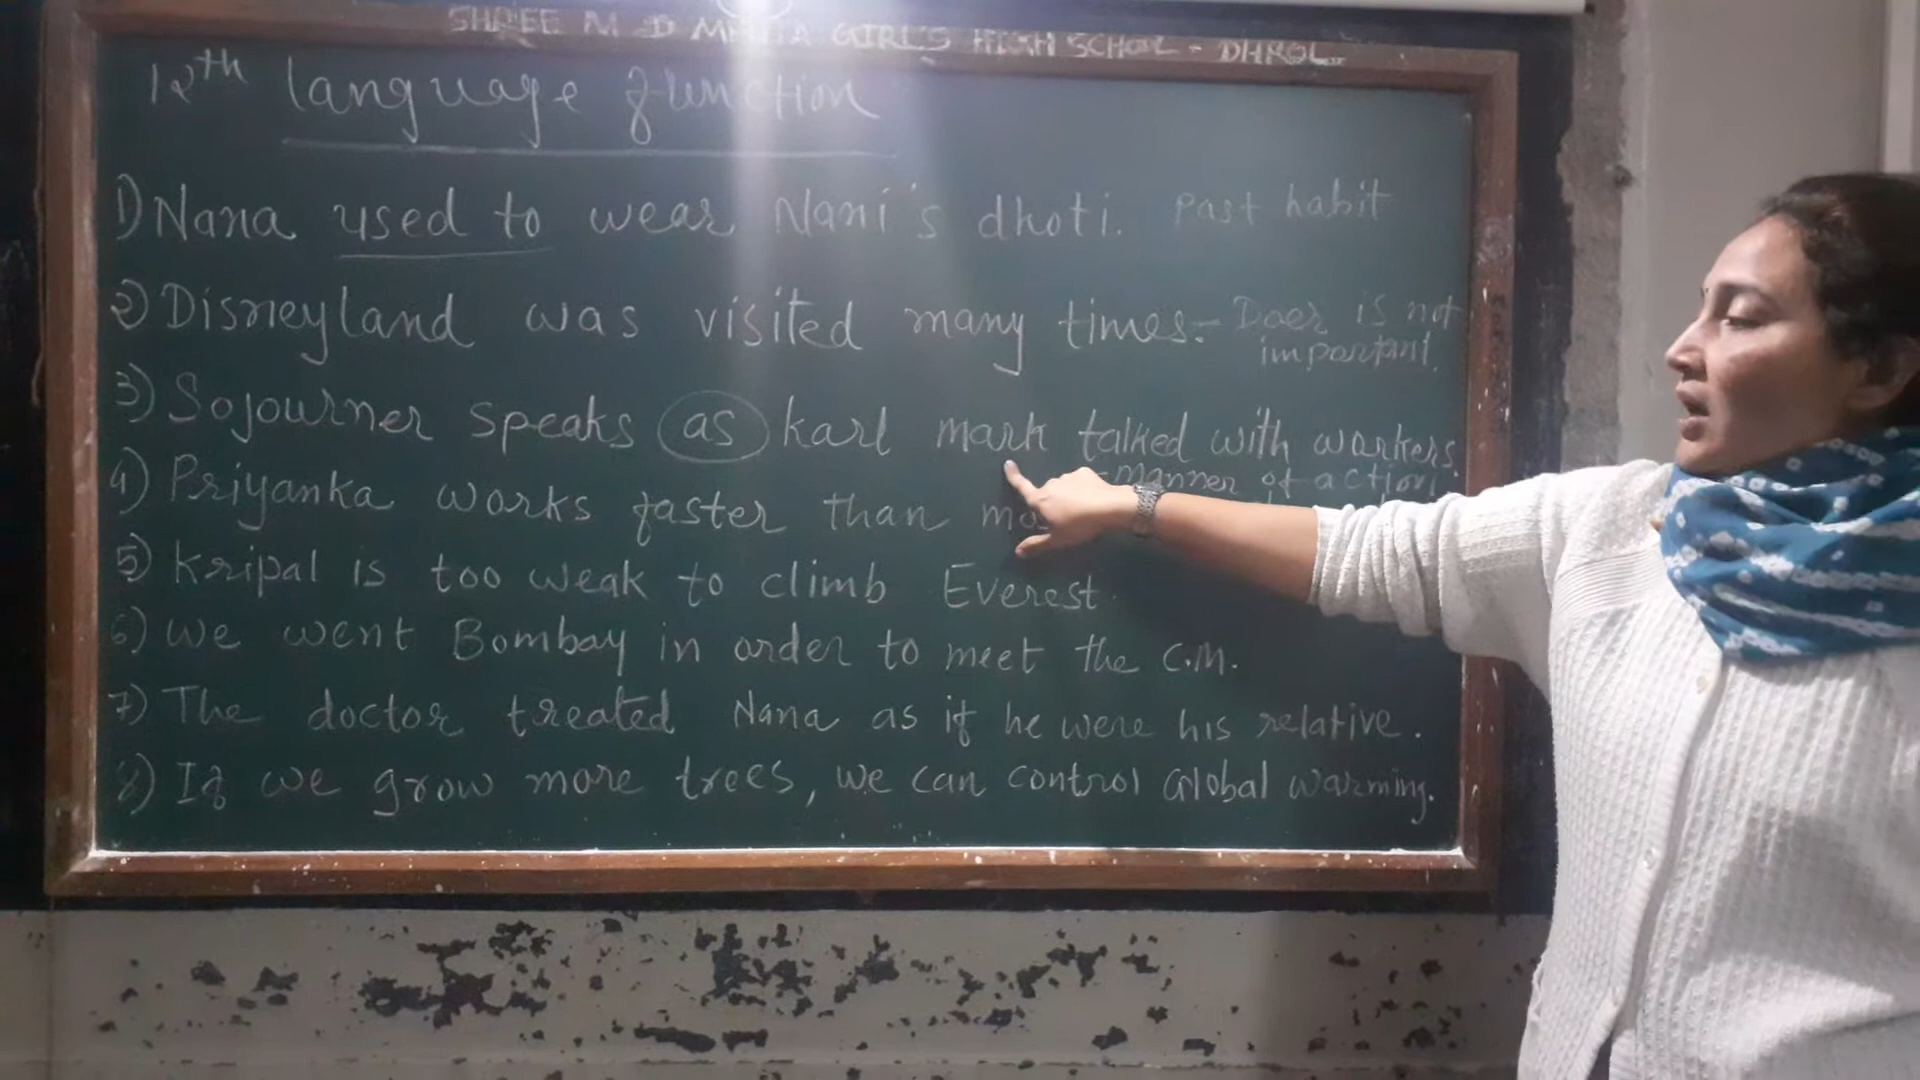 SHREE M D MEHTA GIRL'S HIGH SCHOOL - DHROL.
12th language function
1) Nana used to wear Nani's dhoti. Past habit
2) Disneyland was visited many times. - Doer is not
important.
3) Sojourner speaks as karl mark talked with workers.
- manner of action
4) Priyanka works faster than
5) Kripal is too weak to climb Everest.
6) We went Bombay in order to meet the C.M.
7) The doctor treated Nana as if he were his relative.
8) If we grow more trees, we can control Global warming.